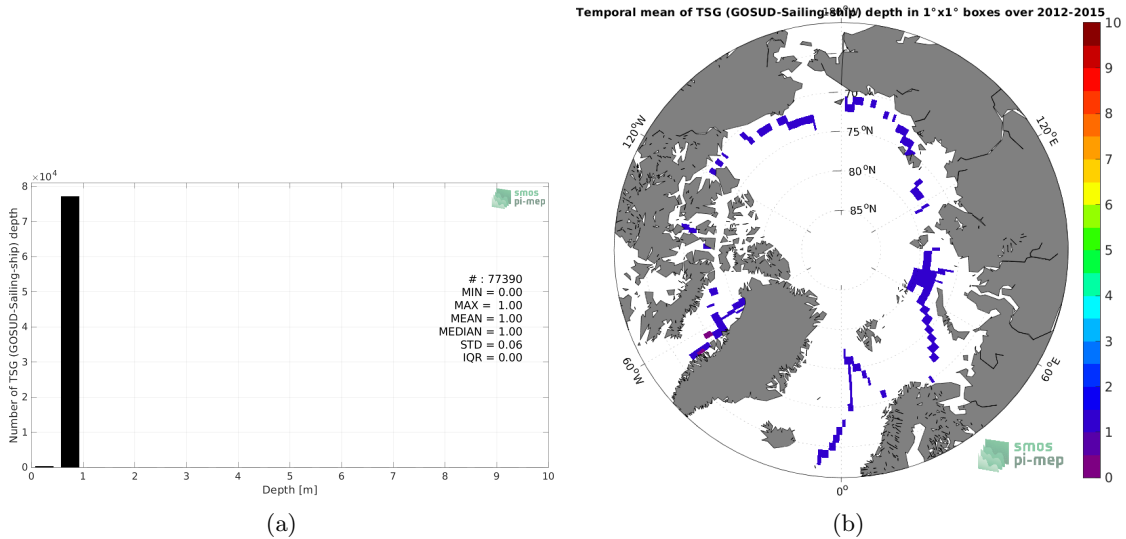 Temporal mean of TSG (GOSUD-Sailing-ship) depth in 1°x1° boxes over 2012-2015
×10⁴
8
7
6
5
4
3
2
1
0
Number of TSG (GOSUD-Sailing-ship) depth
smos
pi-mep
# : 77390
MIN = 0.00
MAX = 1.00
MEAN = 1.00
MEDIAN = 1.00
STD = 0.06
IQR = 0.00
0 1 2 3 4 5 6 7 8 9 10
Depth [m]
(a)
180°W
120°W
120°E
75°N
80°N
85°N
60°W
60°E
0°
smos
pi-mep
10
9
8
7
6
5
4
3
2
1
0
(b)